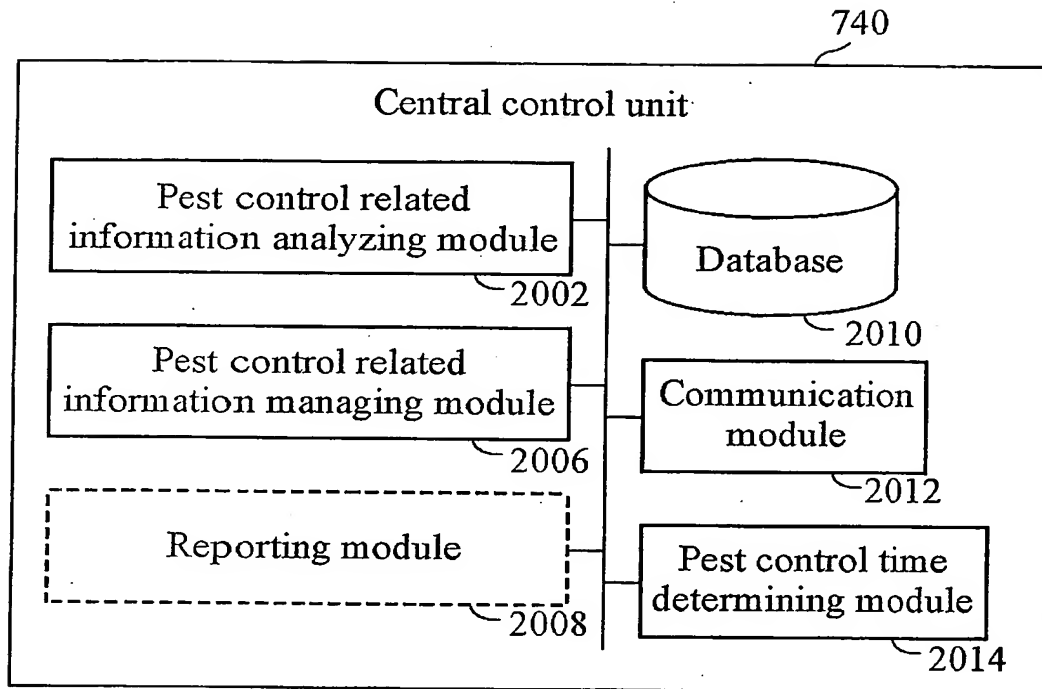 740
Central control unit
Pest control related
information analyzing module
2002
Database
2010
Pest control related
information managing module
2006
Communication
module
2012
Reporting module
2008
Pest control time
determining module
2014